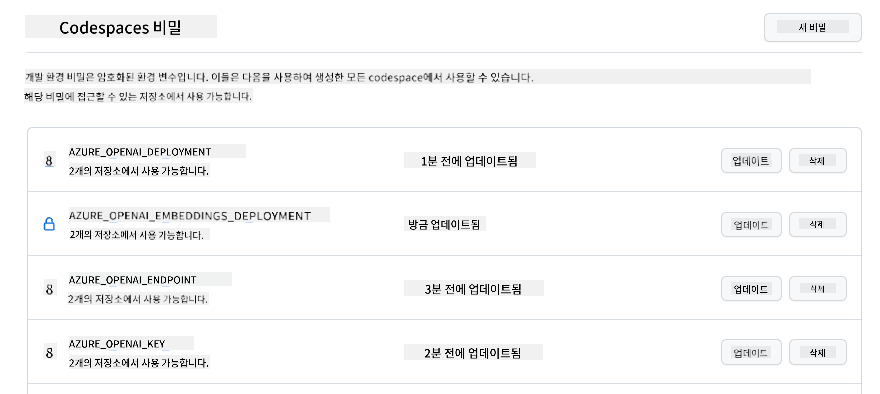 Codespaces 비밀
새 비밀
개발 환경 비밀은 암호화된 환경 변수입니다. 이들은 다음을 사용하여 생성한 모든 codespace에서 사용할 수 있습니다.
해당 비밀에 접근할 수 있는 저장소에서 사용 가능합니다.
8 AZURE_OPENAI_DEPLOYMENT
2개의 저장소에서 사용 가능합니다.
1분 전에 업데이트됨
업데이트
삭제
AZURE_OPENAI_EMBEDDINGS_DEPLOYMENT
2개의 저장소에서 사용 가능합니다.
방금 업데이트됨
업데이드
삭제
8 AZURE_OPENAI_ENDPOINT
2개의 저장소에서 사용 가능합니다.
3분 전에 업데이트됨
업데이드
삭제
8 AZURE_OPENAI_KEY
2개의 저장소에서 사용 가능합니다.
2분 전에 업데이트됨
업데이드
삭제